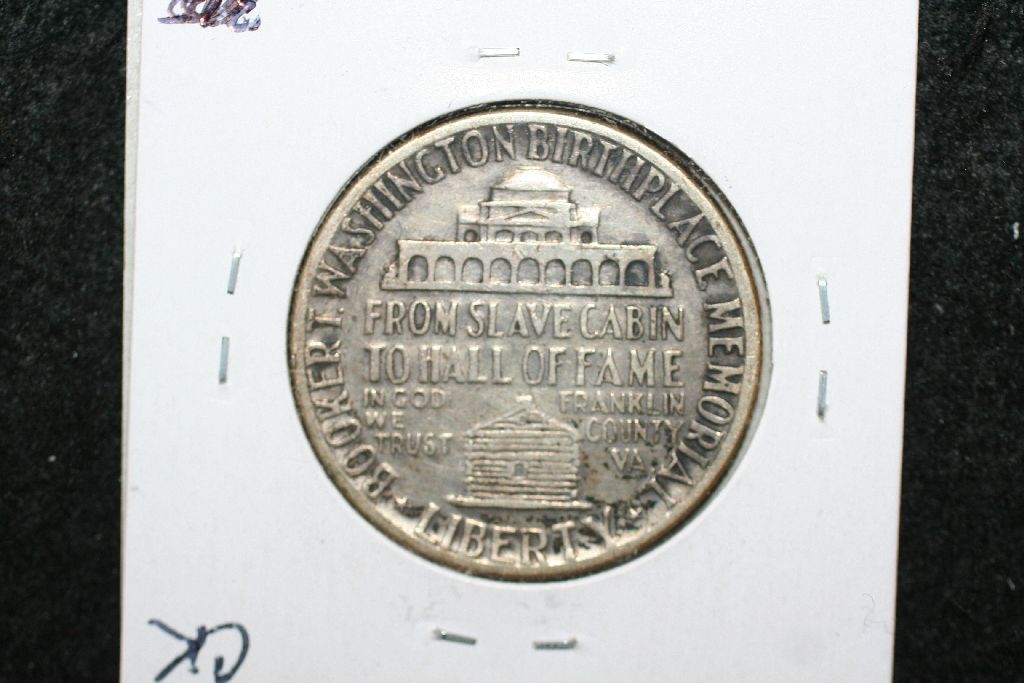 BOOKER T. WASHINGTON BIRTHPLACE MEMORIAL
FROM SLAVE CABIN
TO HALL OF FAME
IN GOD
WE
TRUST
FRANKLIN
COUNTY
VA.
LIBERTY